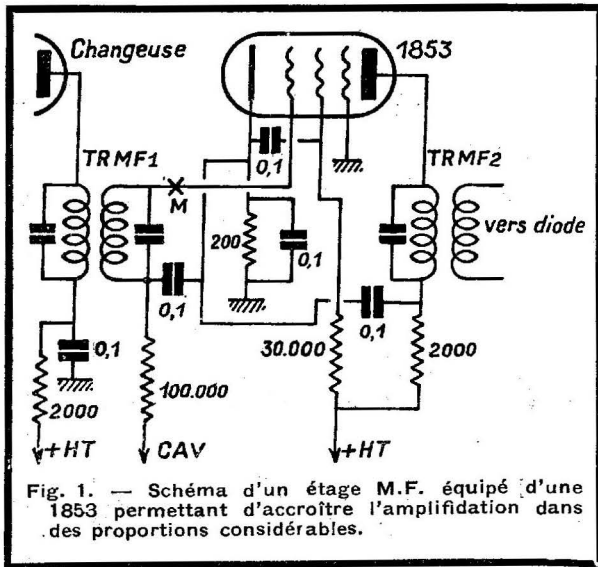 Changeuse
1853
TRMF1
0,1
TRMF2
M
vers diode
200
0,1
0,1
0,1
0,1
30.000
2000
100.000
2000
+HT
CAV
+HT
Fig. 1. — Schéma d'un étage M.F. équipé d'une
1853 permettant d'accroître l'amplifidation dans
des proportions considérables.